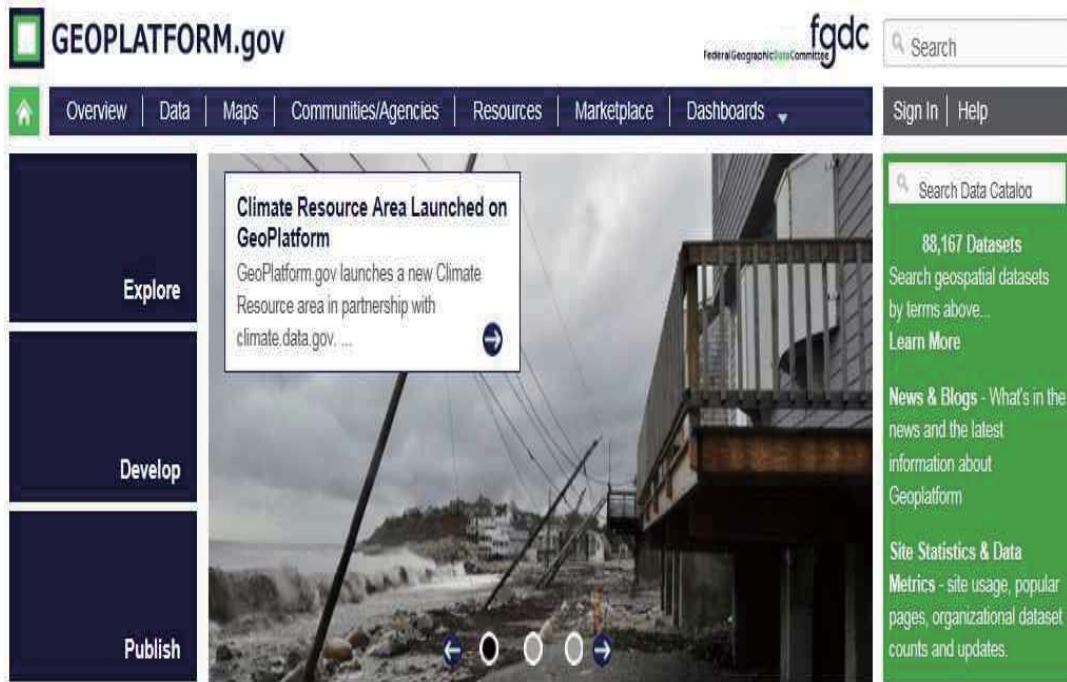 GEOPLATFORM.gov
FederalGeographicDataCommittee
fgdc
Search
Overview
Data
Maps
Communities/Agencies
Resources
Marketplace
Dashboards
Sign In
Help
Explore
Develop
Publish
Climate Resource Area Launched on
GeoPlatform
GeoPlatform.gov launches a new Climate
Resource area in partnership with
climate.data.gov. ...
Search Data Catalog
88,167 Datasets
Search geospatial datasets
by terms above...
Learn More
News & Blogs - What's in the
news and the latest
information about
Geoplatform
Site Statistics & Data
Metrics - site usage, popular
pages, organizational dataset
counts and updates.